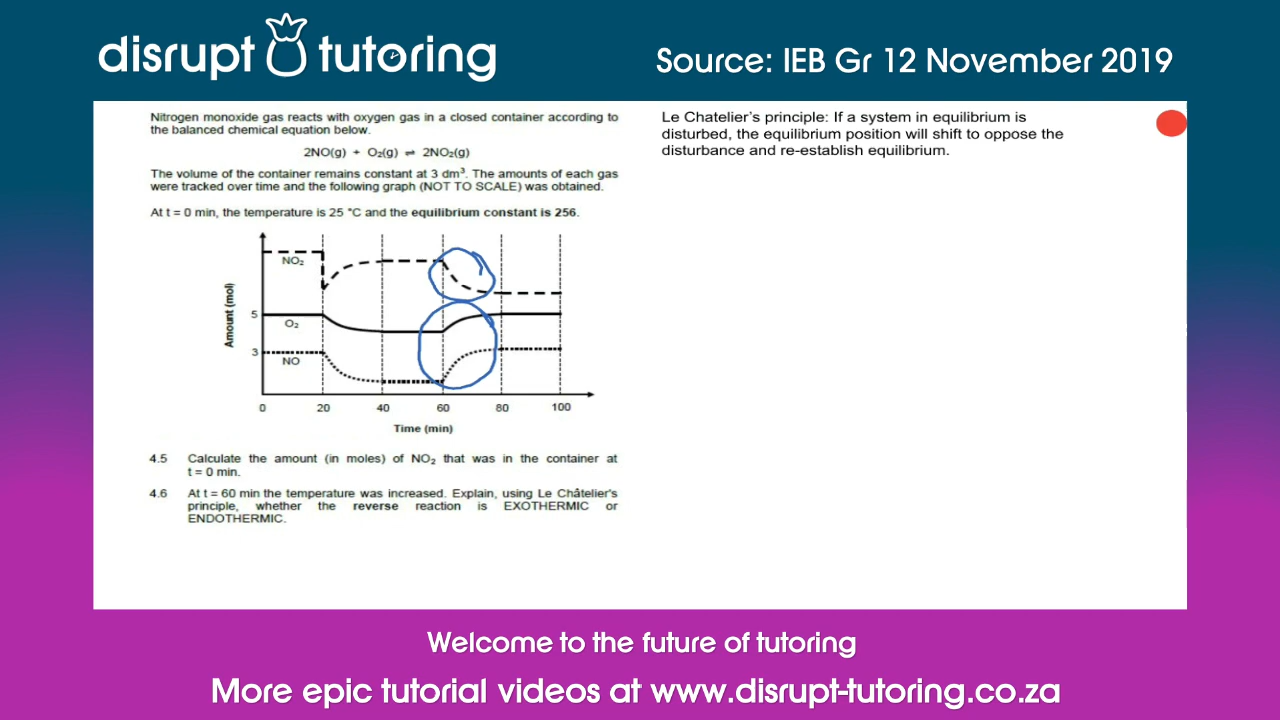 disrupt tutoring
Source: IEB Gr 12 November 2019
Nitrogen monoxide gas reacts with oxygen gas in a closed container according to
the balanced chemical equation below.
2NO(g) + O₂(g) ⇌ 2NO₂(g)
The volume of the container remains constant at 3 dm³. The amounts of each gas
were tracked over time and the following graph (NOT TO SCALE) was obtained.
At t = 0 min, the temperature is 25 °C and the equilibrium constant is 256.
Amount (mol)
NO₂
5
O₂
3
NO
0 20 40 60 80 100
Time (min)
4.5 Calculate the amount (in moles) of NO₂ that was in the container at
t = 0 min.
4.6 At t = 60 min the temperature was increased. Explain, using Le Châtelier's
principle, whether the reverse reaction is EXOTHERMIC or
ENDOTHERMIC.
Le Chatelier's principle: If a system in equilibrium is
disturbed, the equilibrium position will shift to oppose the
disturbance and re-establish equilibrium.
Welcome to the future of tutoring
More epic tutorial videos at www.disrupt-tutoring.co.za